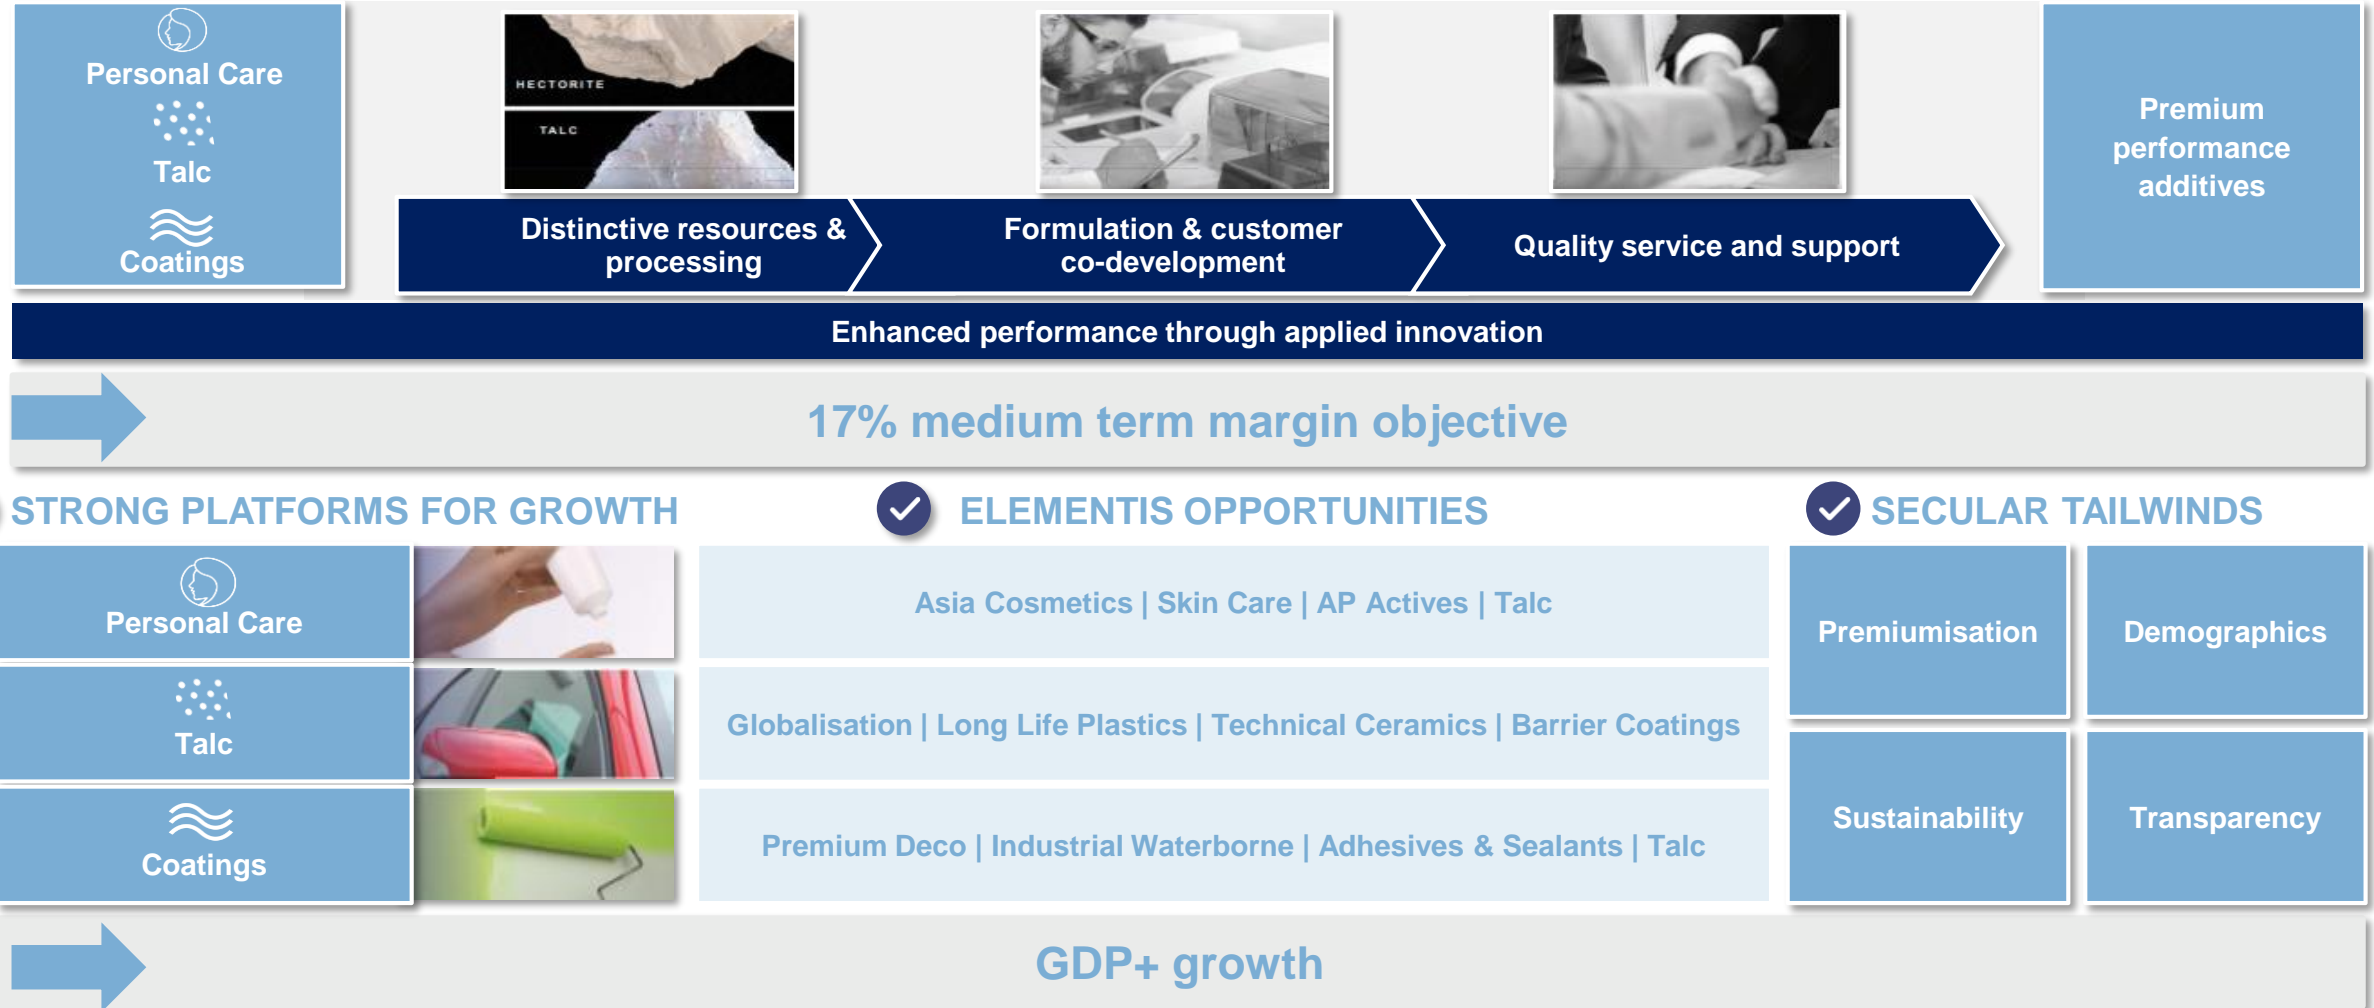 Personal Care
Talc
Coatings
HECTORITE
TALC
Distinctive resources &
processing
Formulation & customer
co-development
Quality service and support
Premium
performance
additives
Enhanced performance through applied innovation
17% medium term margin objective
STRONG PLATFORMS FOR GROWTH
ELEMENTIS OPPORTUNITIES
SECULAR TAILWINDS
Personal Care
Asia Cosmetics | Skin Care | AP Actives | Talc
Talc
Globalisation | Long Life Plastics | Technical Ceramics | Barrier Coatings
Coatings
Premium Deco | Industrial Waterborne | Adhesives & Sealants | Talc
Premiumisation
Demographics
Sustainability
Transparency
GDP+ growth